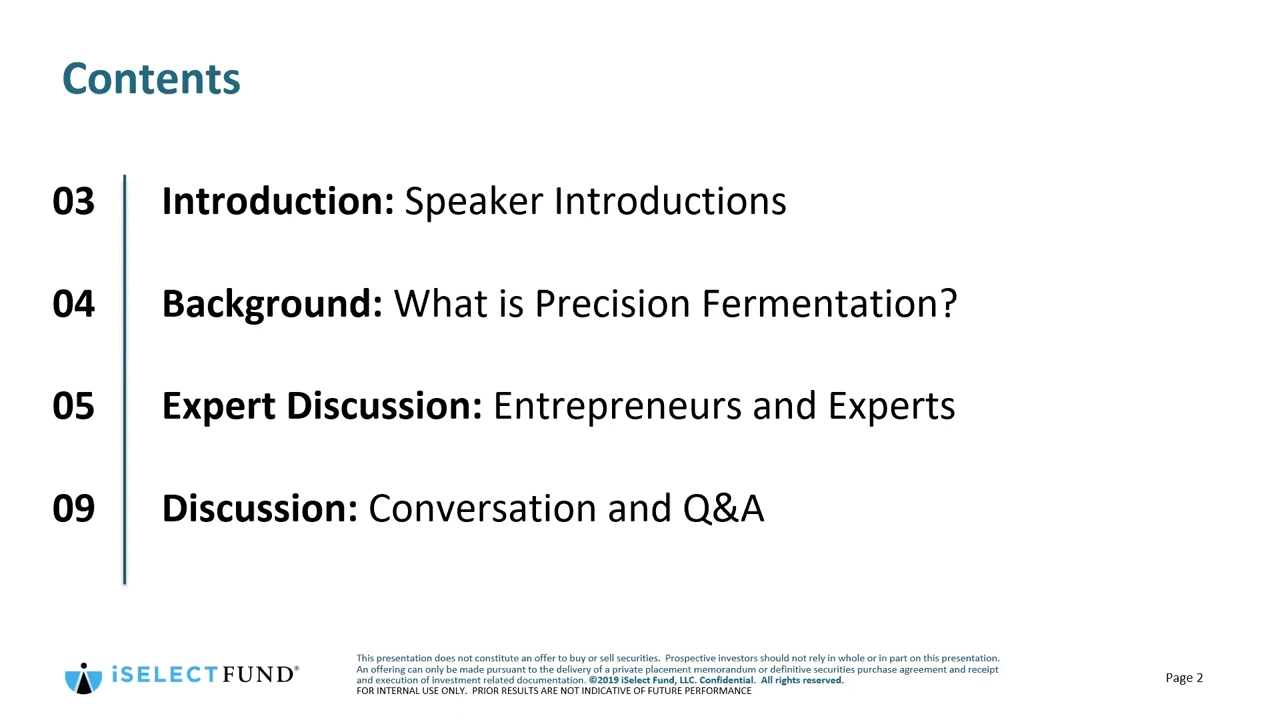 Contents
03 Introduction: Speaker Introductions
04 Background: What is Precision Fermentation?
05 Expert Discussion: Entrepreneurs and Experts
09 Discussion: Conversation and Q&A
iSELECTFUND®
This presentation does not constitute an offer to buy or sell securities. Prospective investors should not rely in whole or in part on this presentation.
An offering can only be made pursuant to the delivery of a private placement memorandum or definitive securities purchase agreement and receipt
and execution of investment related documentation. ©2019 iSelect Fund, LLC. Confidential. All rights reserved.
FOR INTERNAL USE ONLY. PRIOR RESULTS ARE NOT INDICATIVE OF FUTURE PERFORMANCE
Page 2